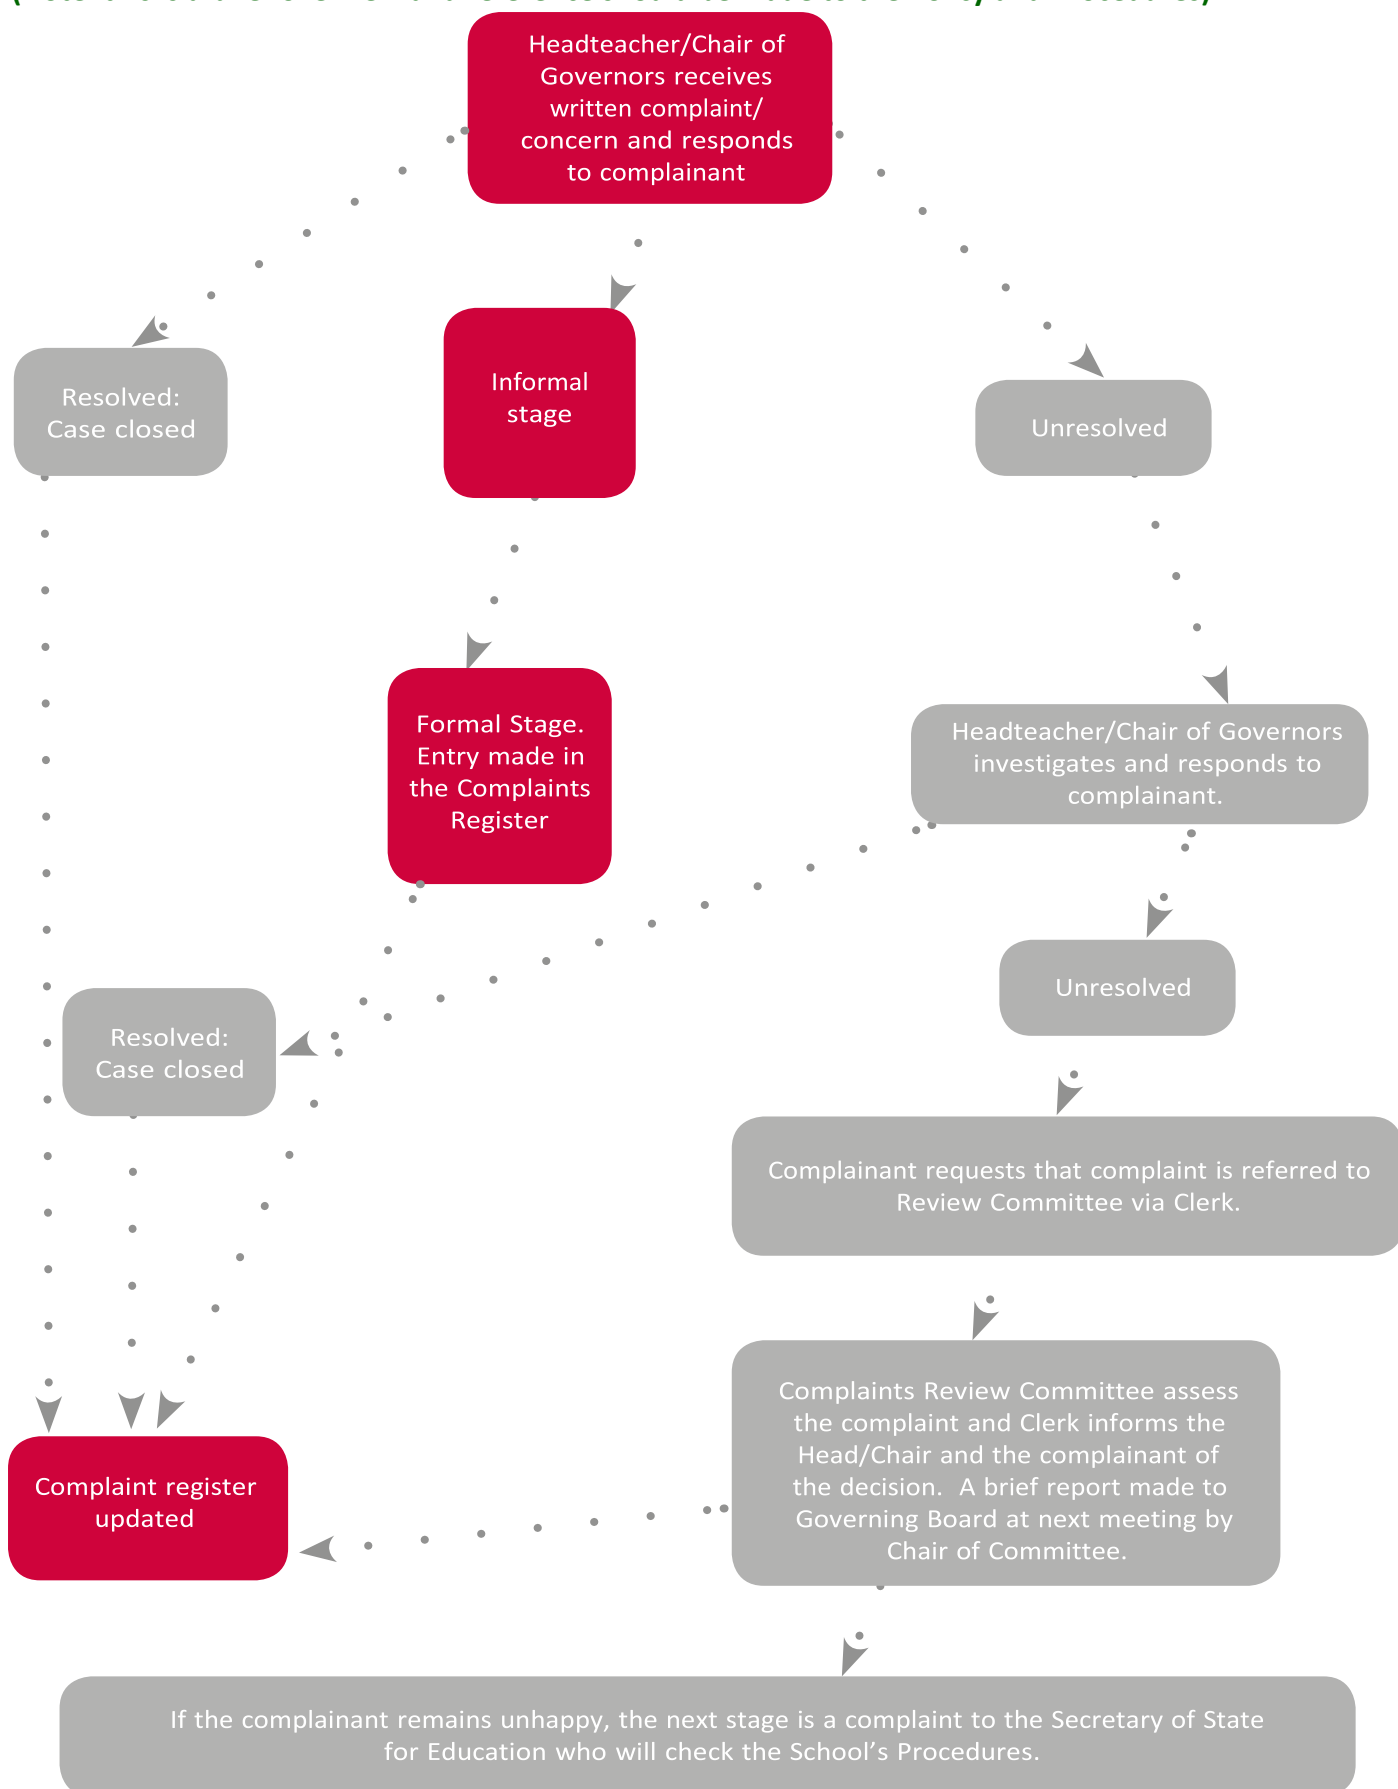 Headteacher/Chair of
Governors receives
written complaint/
concern and responds
to complainant
Resolved:
Case closed
Informal
stage
Unresolved
Formal Stage.
Entry made in
the Complaints
Register
Headteacher/Chair of Governors
investigates and responds to
complainant.
Unresolved
Resolved:
Case closed
Complainant requests that complaint is referred to
Review Committee via Clerk.
Complaints Review Committee assess
the complaint and Clerk informs the
Head/Chair and the complainant of
the decision.  A brief report made to
Governing Board at next meeting by
Chair of Committee.
Complaint register
updated
If the complainant remains unhappy, the next stage is a complaint to the Secretary of State
for Education who will check the School’s Procedures.